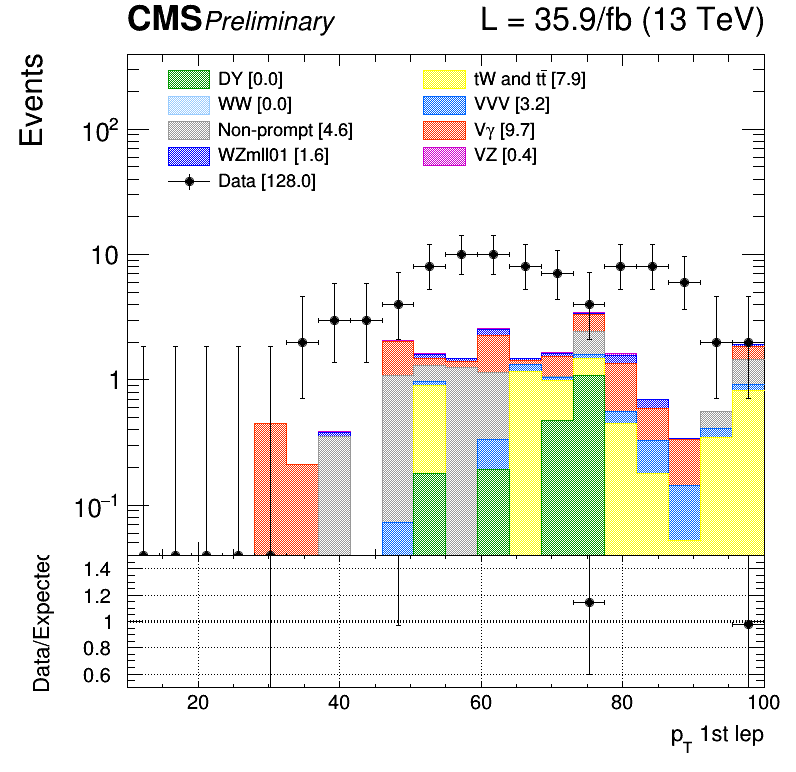 CMS Preliminary L = 35.9/fb (13 TeV)
Events
DY [0.0] tW and tt̄ [7.9]
WW [0.0] VVV [3.2]
Non-prompt [4.6] Vγ [9.7]
WZmll01 [1.6] VZ [0.4]
Data [128.0]
10²
10
1
10⁻¹
Data/Expected
1.4
1.2
1
0.8
0.6
20 40 60 80 100
p_T 1st lep